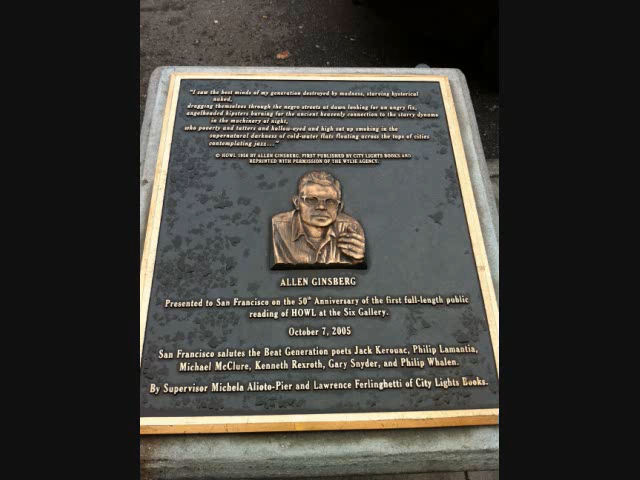 "I saw the best minds of my generation destroyed by madness, starving hysterical
naked,
dragging themselves through the negro streets at dawn looking for an angry fix,
angelheaded hipsters burning for the ancient heavenly connection to the starry dynamo
in the machinery of night,
who poverty and tatters and hollow-eyed and high sat up smoking in the
supernatural darkness of cold-water flats floating across the tops of cities
contemplating jazz...."
© HOWL 1956 BY ALLEN GINSBERG. FIRST PUBLISHED BY CITY LIGHTS BOOKS AND
REPRINTED WITH PERMISSION OF THE WYLIE AGENCY.
ALLEN GINSBERG
Presented to San Francisco on the 50th Anniversary of the first full-length public
reading of HOWL at the Six Gallery.
October 7, 2005
San Francisco salutes the Beat Generation poets Jack Kerouac, Philip Lamantia,
Michael McClure, Kenneth Rexroth, Gary Snyder, and Philip Whalen.
By Supervisor Michela Alioto-Pier and Lawrence Ferlinghetti of City Lights Books.